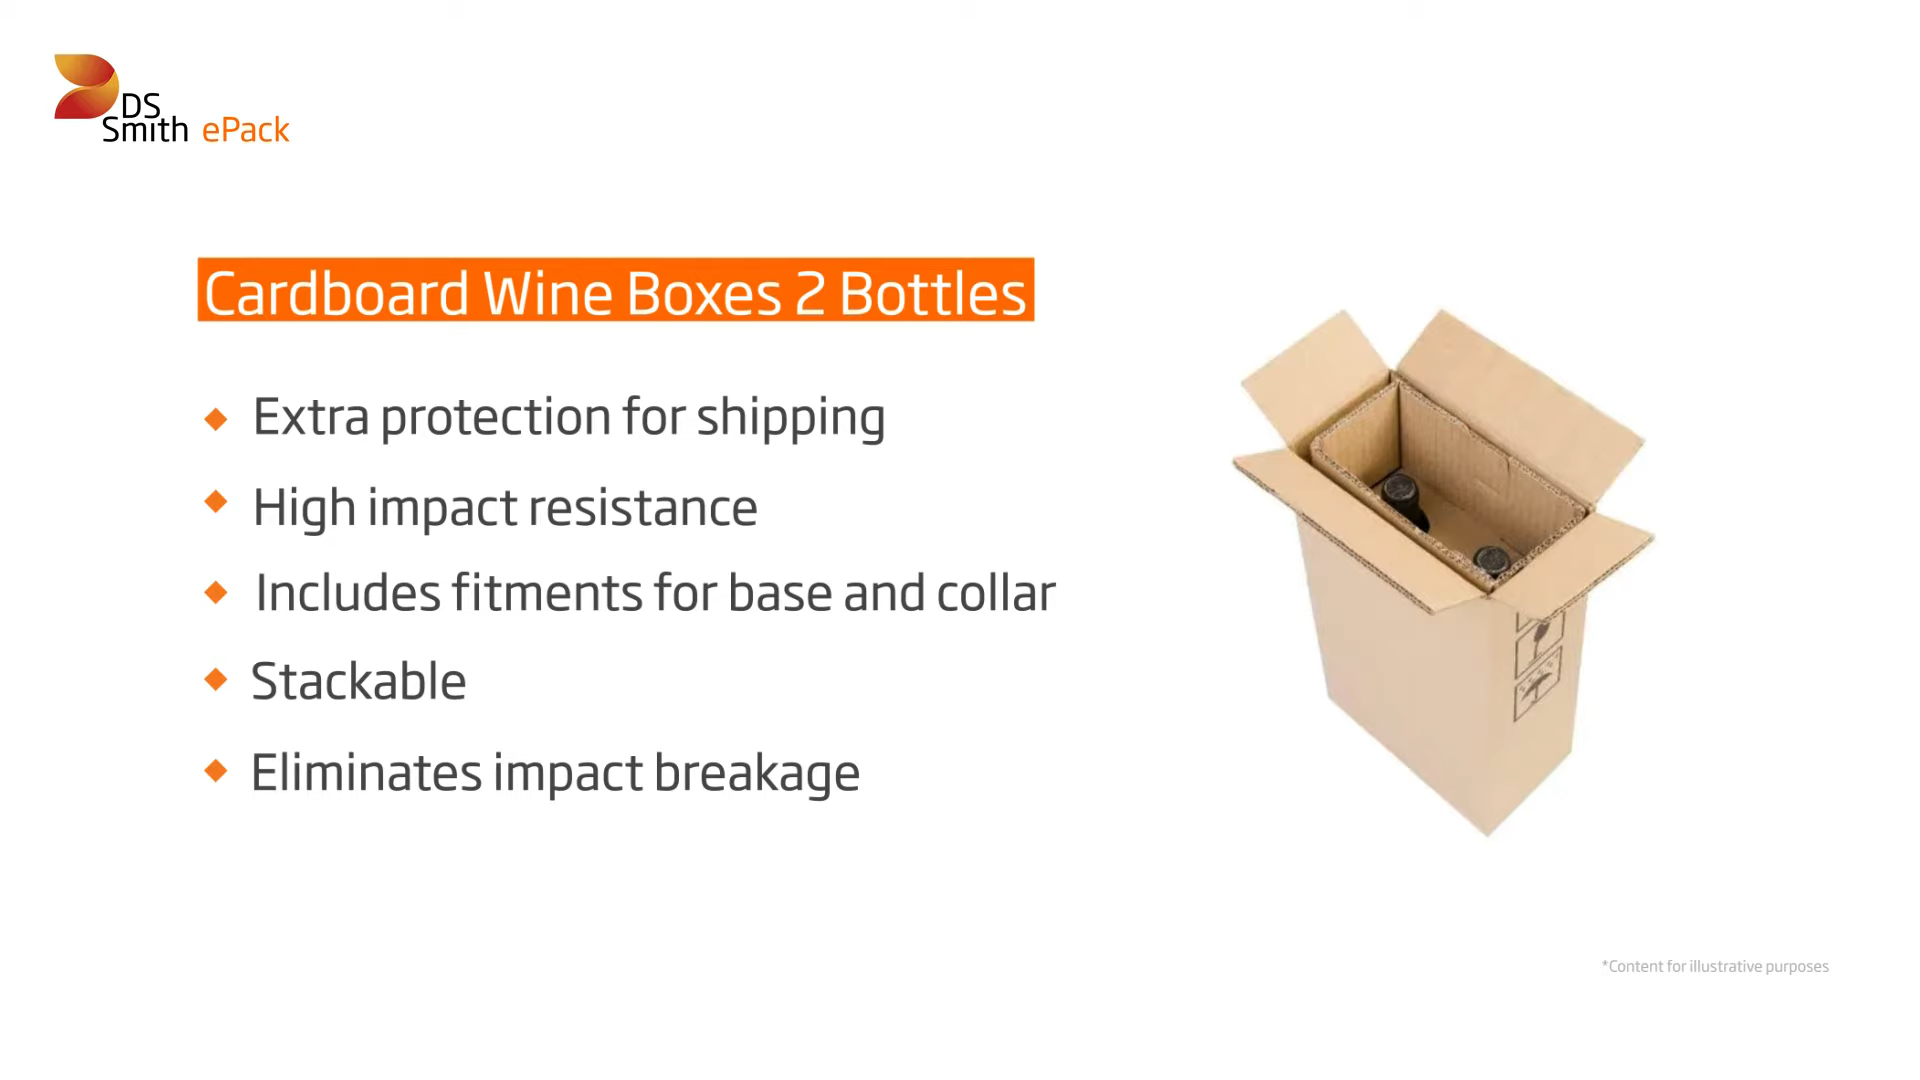 DS
Smith ePack
Cardboard Wine Boxes 2 Bottles
Extra protection for shipping
High impact resistance
Includes fitments for base and collar
Stackable
Eliminates impact breakage
*Content for illustrative purposes